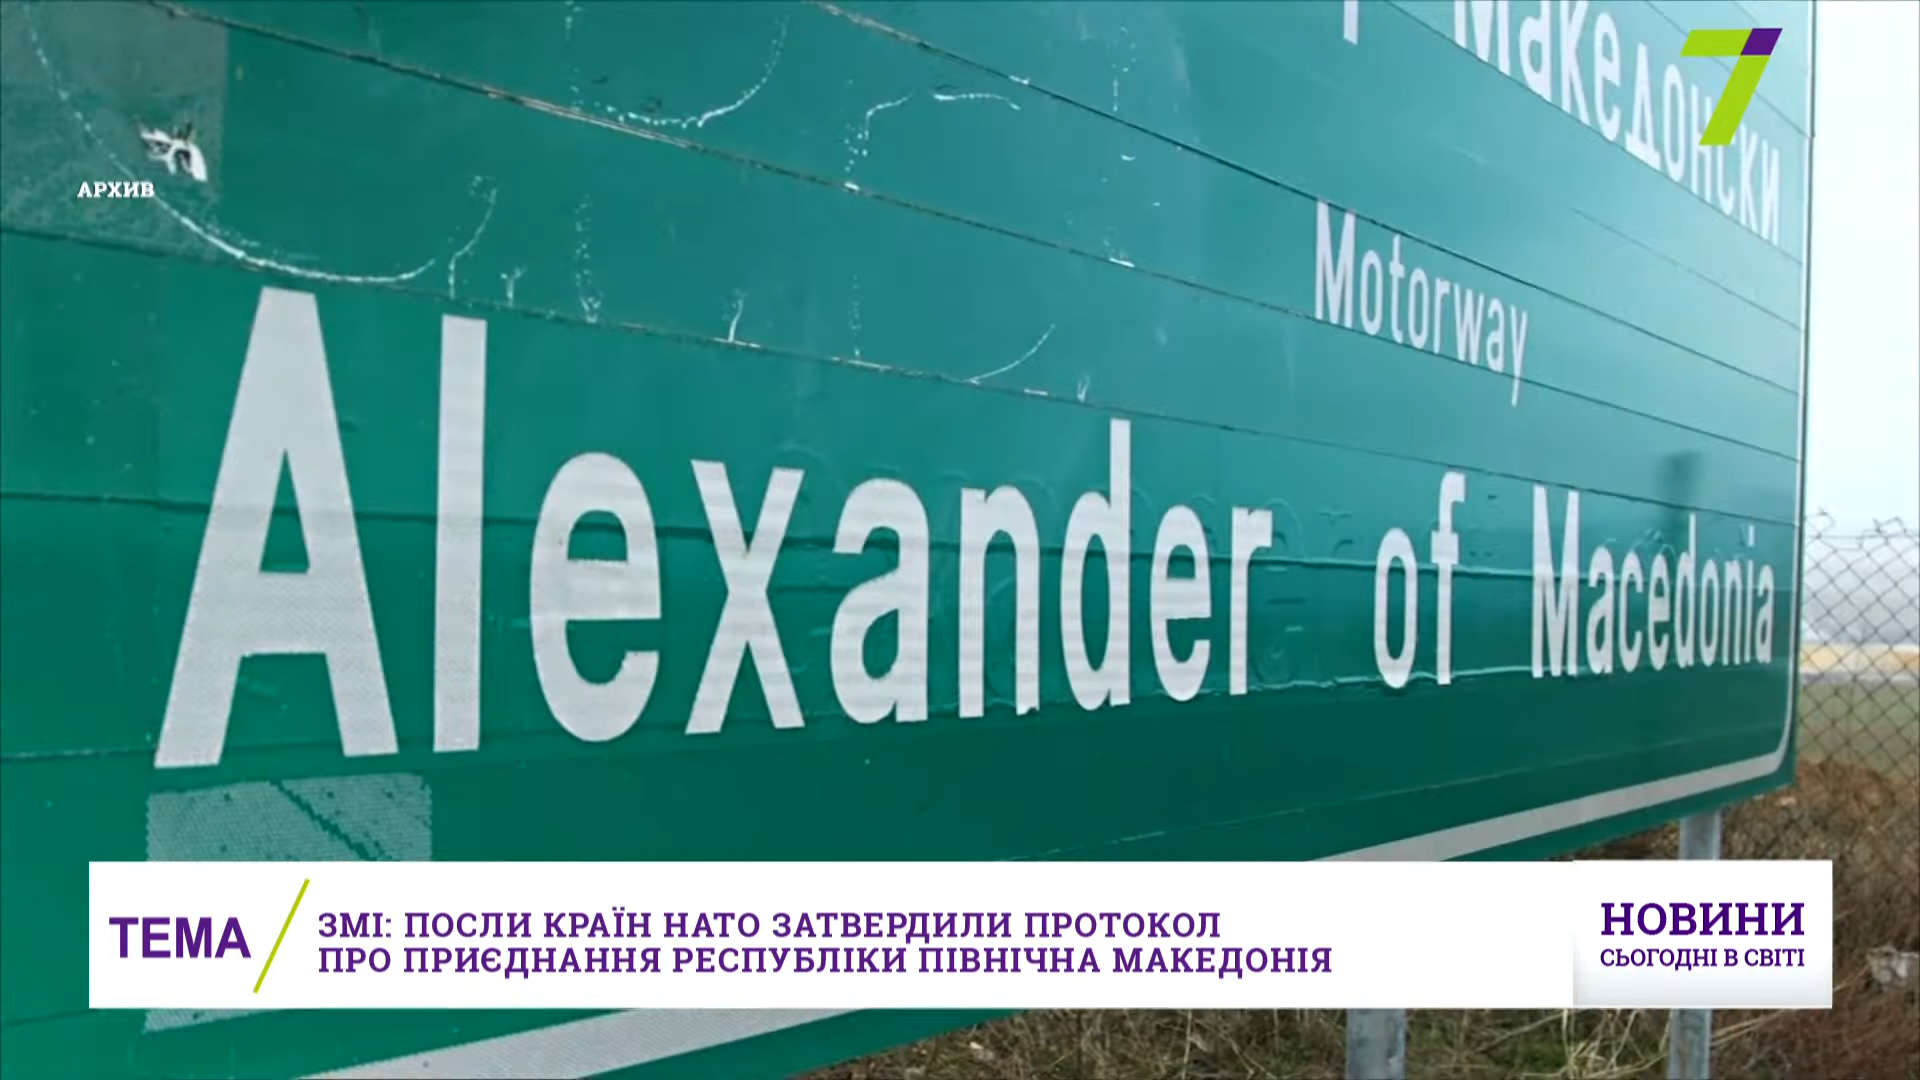 Македонски
7
АРХИВ
Motorway
Alexander of Macedonia
ТЕМА
ЗМІ: ПОСЛИ КРАЇН НАТО ЗАТВЕРДИЛИ ПРОТОКОЛ
ПРО ПРИЄДНАННЯ РЕСПУБЛІКИ ПІВНІЧНА МАКЕДОНІЯ
НОВИНИ
СЬОГОДНІ В СВІТІ